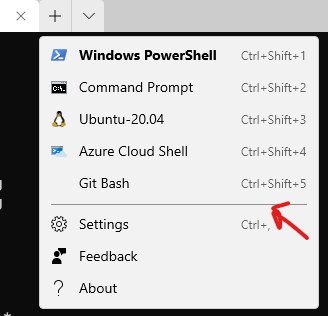 Windows PowerShell Ctrl+Shift+1
Command Prompt Ctrl+Shift+2
Ubuntu-20.04 Ctrl+Shift+3
Azure Cloud Shell Ctrl+Shift+4
Git Bash Ctrl+Shift+5
Settings Ctrl+,
Feedback
About